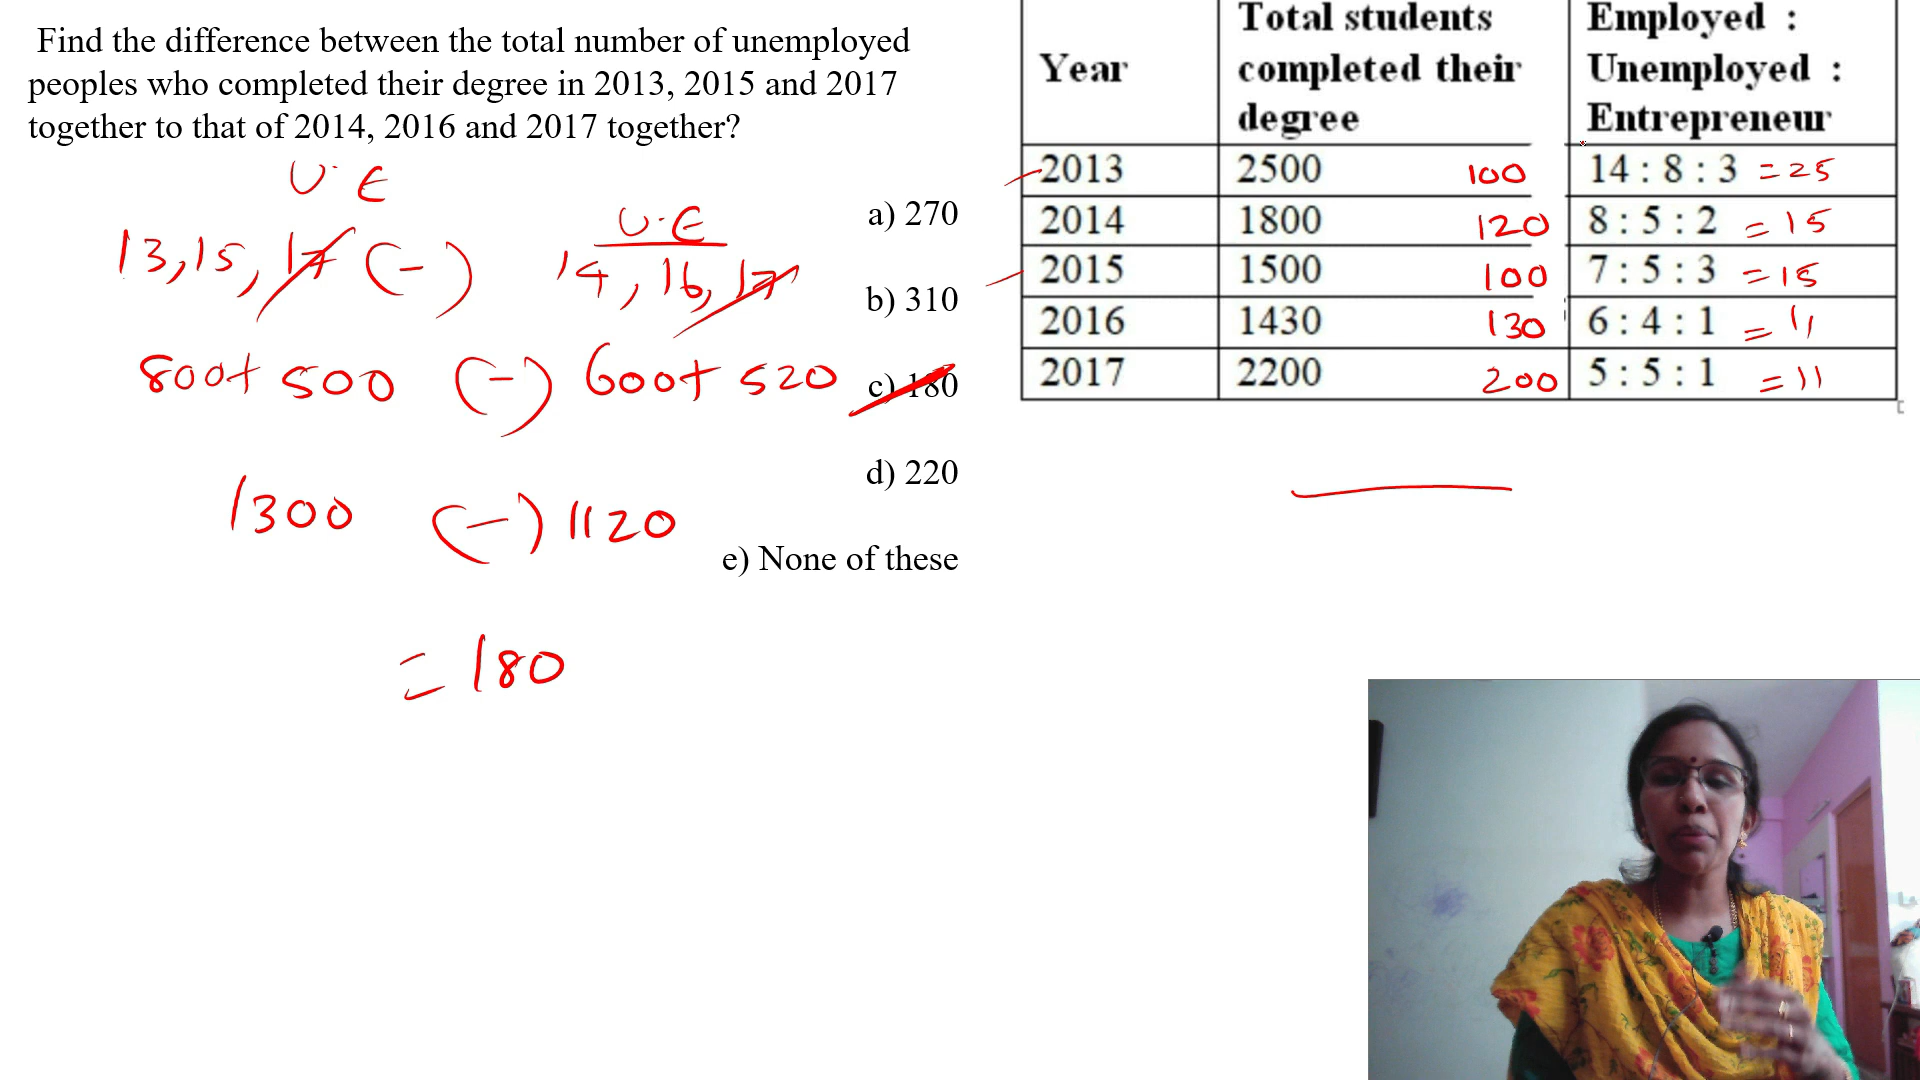 Find the difference between the total number of unemployed
peoples who completed their degree in 2013, 2015 and 2017
together to that of 2014, 2016 and 2017 together?
U.E
U.E
13, 15, 17 (-) 14, 16, 17
800+ 500 (-) 600+ 520
1300 (-) 1120
= 180
a) 270
b) 310
c) 180
d) 220
e) None of these
Year | Total students completed their degree | Employed : Unemployed : Entrepreneur
2013 | 2500 100 | 14 : 8 : 3 = 25
2014 | 1800 120 | 8 : 5 : 2 = 15
2015 | 1500 100 | 7 : 5 : 3 = 15
2016 | 1430 130 | 6 : 4 : 1 = 11
2017 | 2200 200 | 5 : 5 : 1 = 11